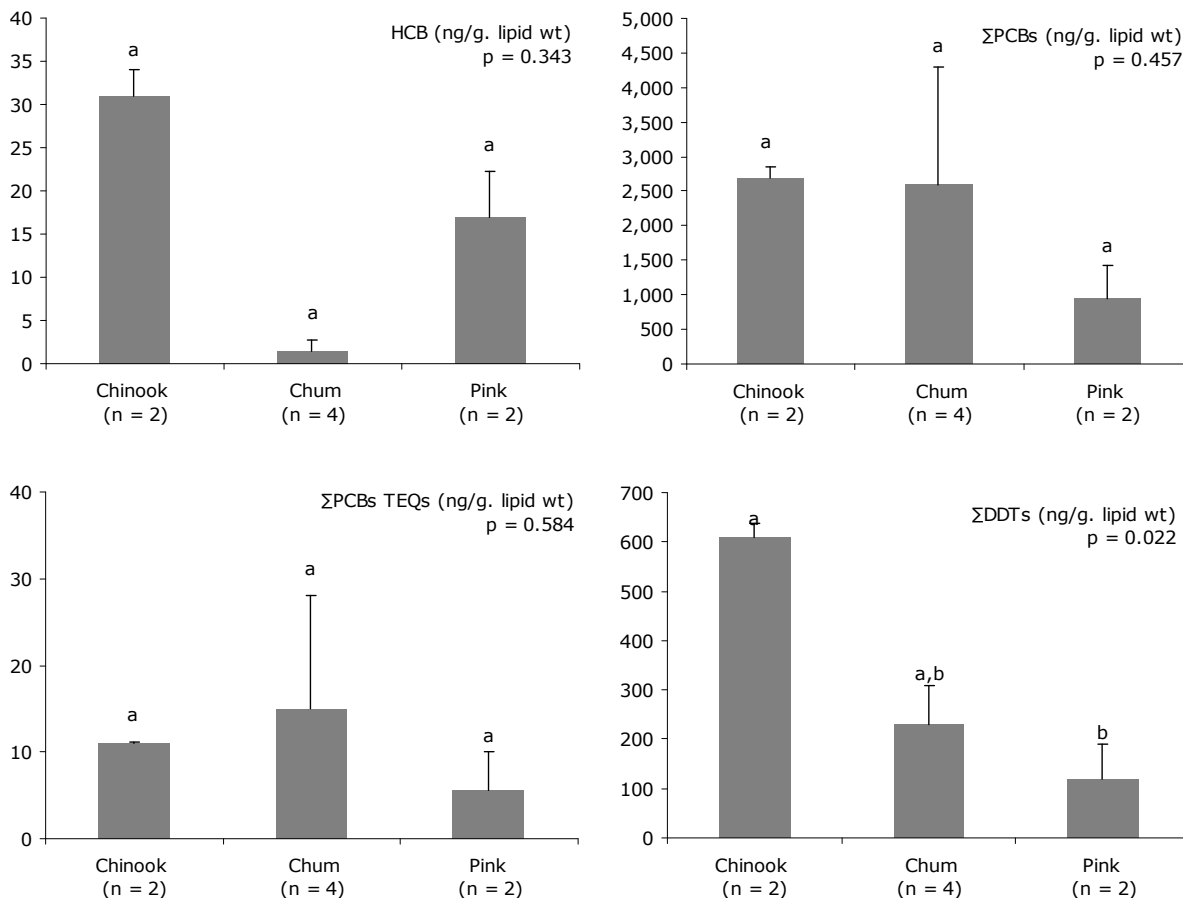 HCB (ng/g. lipid wt)
p = 0.343
40
35
30
25
20
15
10
5
0
a
a
a
Chinook
(n = 2)
Chum
(n = 4)
Pink
(n = 2)
ΣPCBs (ng/g. lipid wt)
p = 0.457
5,000
4,500
4,000
3,500
3,000
2,500
2,000
1,500
1,000
500
0
a
a
a
Chinook
(n = 2)
Chum
(n = 4)
Pink
(n = 2)
ΣPCBs TEQs (ng/g. lipid wt)
p = 0.584
40
30
20
10
0
a
a
a
Chinook
(n = 2)
Chum
(n = 4)
Pink
(n = 2)
ΣDDTs (ng/g. lipid wt)
p = 0.022
700
600
500
400
300
200
100
0
a
a,b
b
Chinook
(n = 2)
Chum
(n = 4)
Pink
(n = 2)